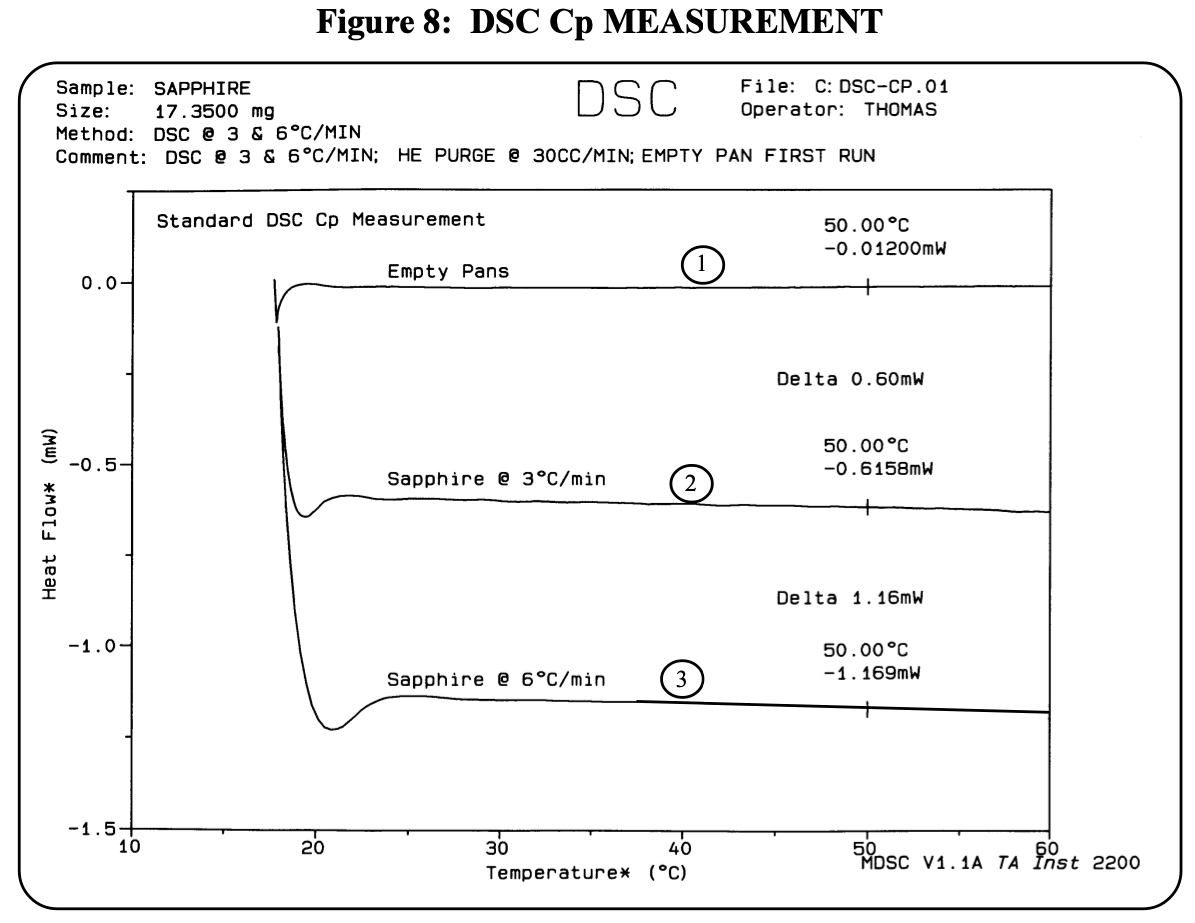 Figure 8: DSC Cp MEASUREMENT
Sample: SAPPHIRE
Size: 17.3500 mg
Method: DSC @ 3 & 6°C/MIN
Comment: DSC @ 3 & 6°C/MIN; HE PURGE @ 30CC/MIN; EMPTY PAN FIRST RUN
DSC
File: C: DSC-CP.01
Operator: THOMAS
Standard DSC Cp Measurement
50.00°C
-0.01200mW
Empty Pans
1
Delta 0.60mW
50.00°C
-0.6158mW
Sapphire @ 3°C/min
2
Delta 1.16mW
50.00°C
-1.169mW
Sapphire @ 6°C/min
3
Heat Flow* (mW)
0.0
-0.5
-1.0
-1.5
10 20 30 40 50 60
Temperature* (°C)
MDSC V1.1A TA Inst 2200